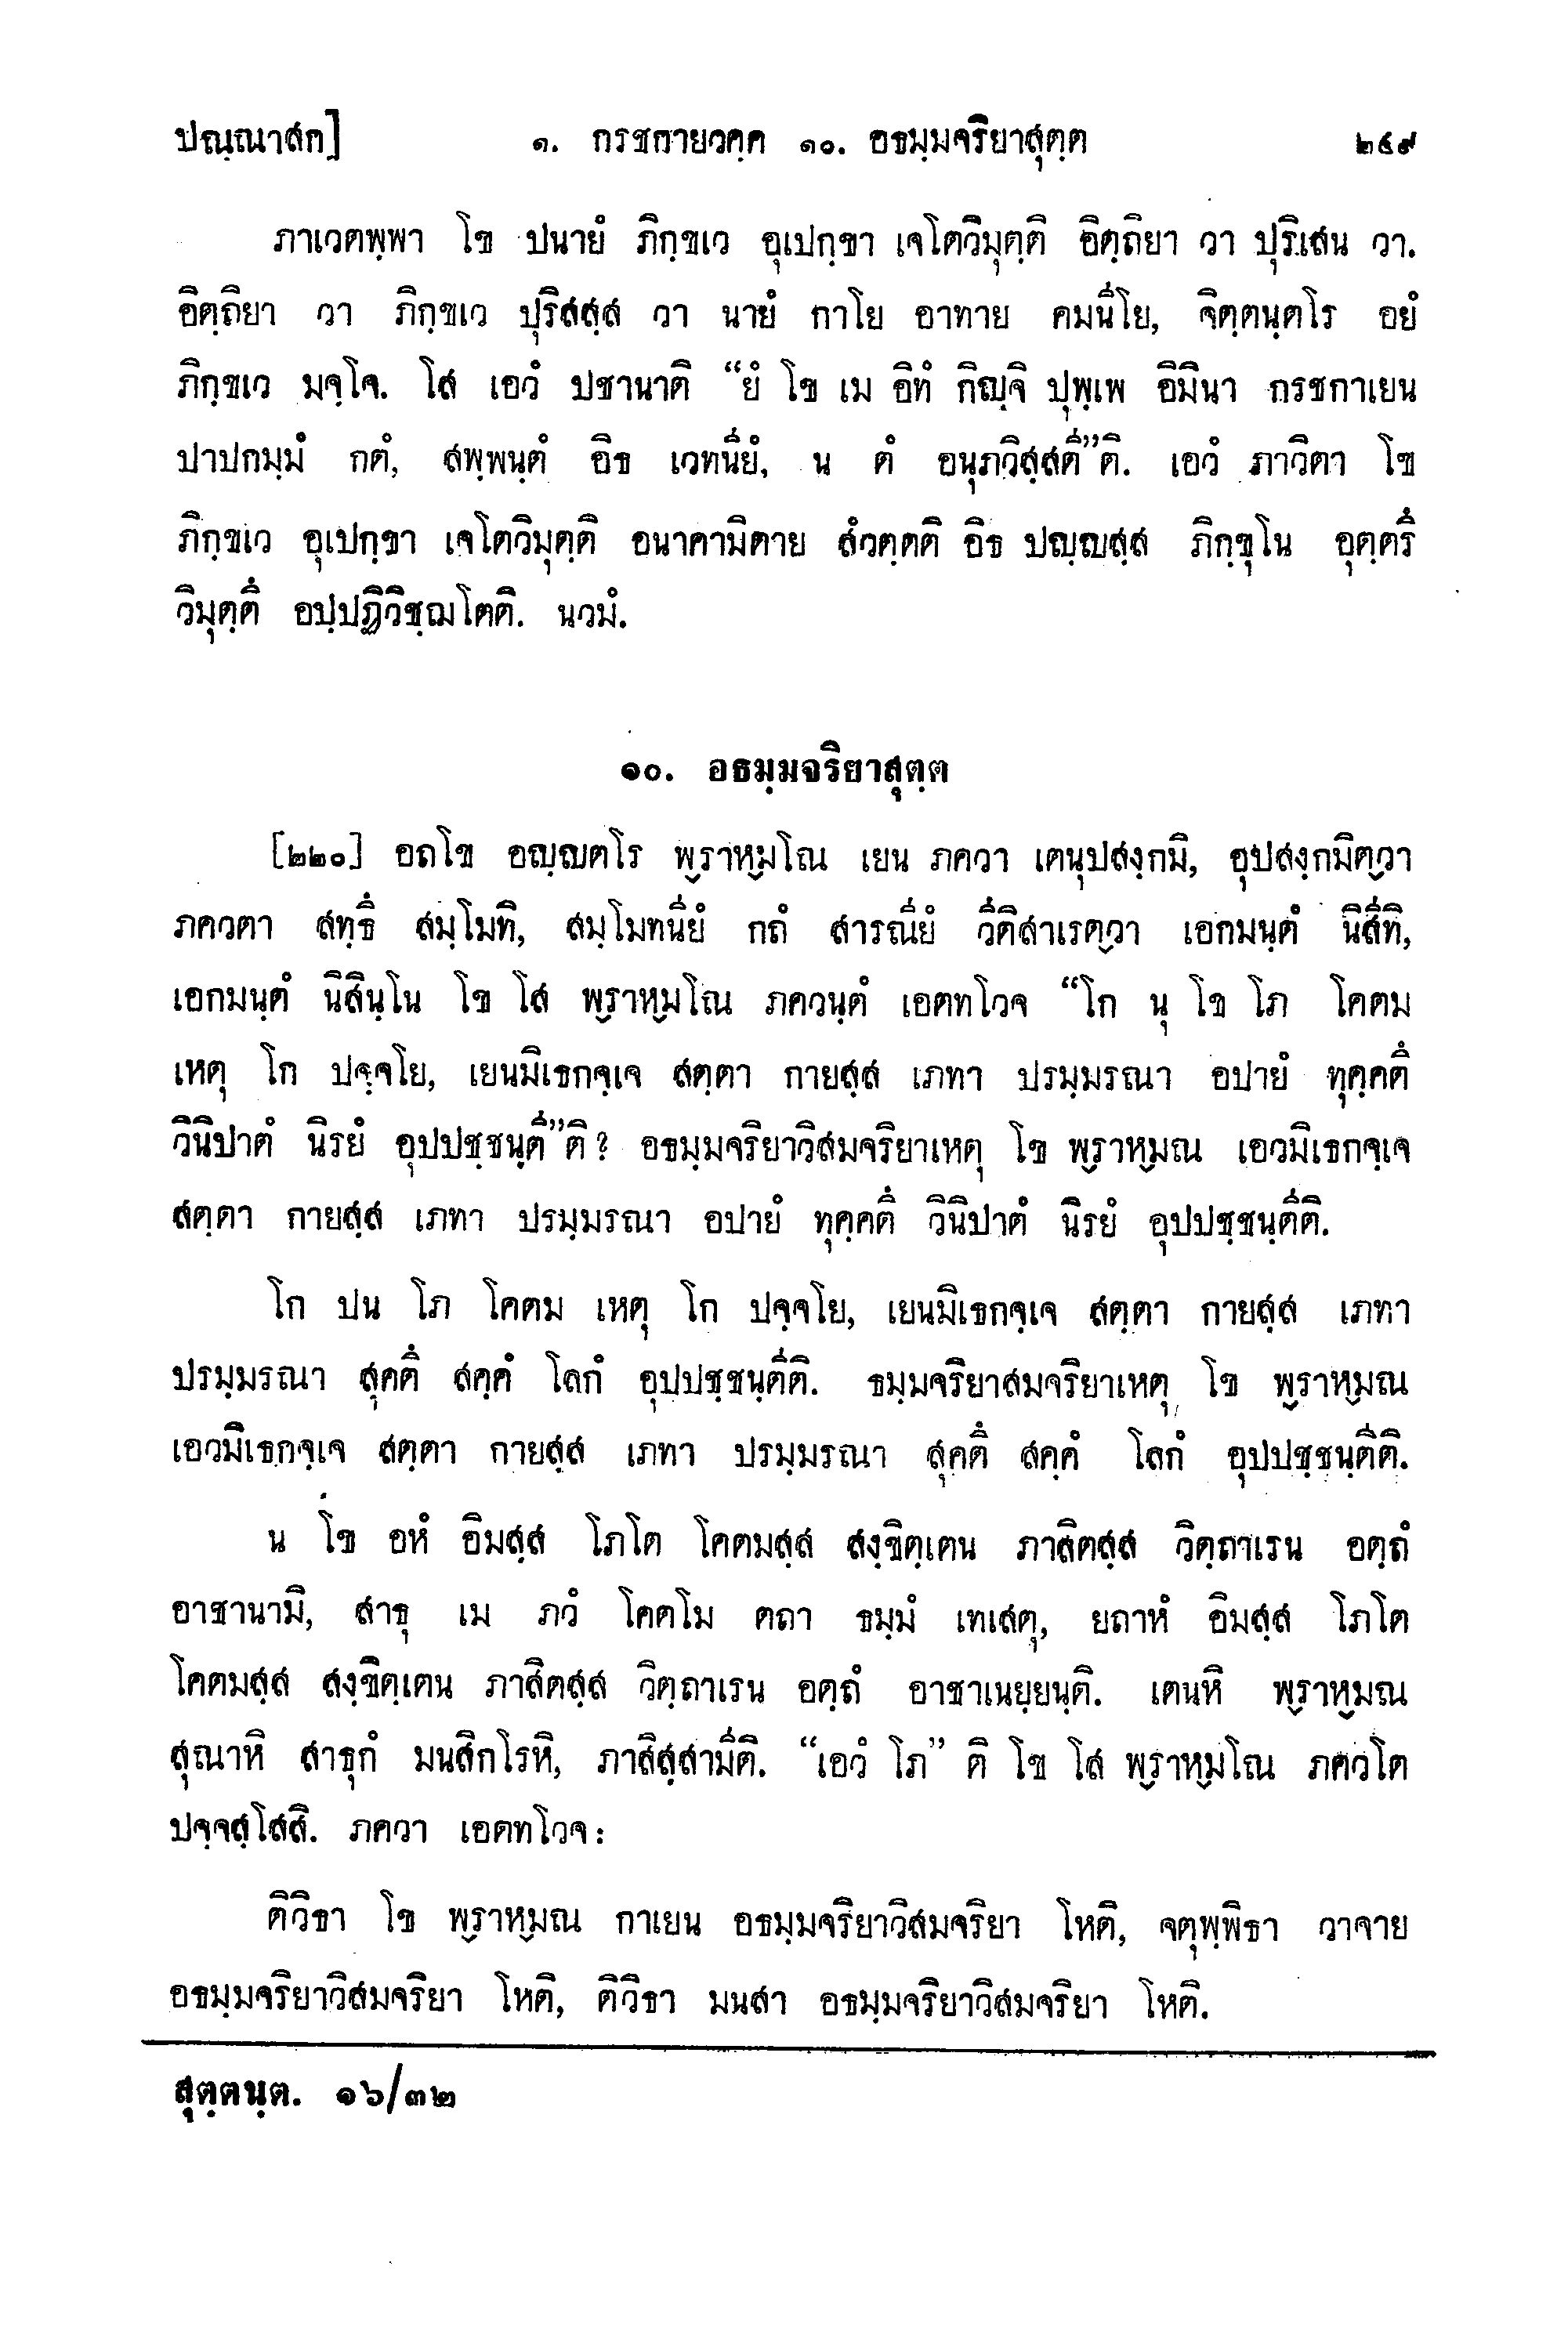 ปณฺณาสก] ๑. กรชกายวคฺค ๑๐. อธมฺมจริยาสุตฺต ๒๔๙
ภาเวตพฺพา โข ปนายํ ภิกฺขเว อุเปกฺขา เจโตวิมุตฺติ อิตฺถิยา วา ปุริเสน วา.
อิตฺถิยา วา ภิกฺขเว ปุริสสฺส วา นายํ กาโย อาทาย คมนีโย, จิตฺตนฺตโร อยํ
ภิกฺขเว มจฺโจ. โส เอวํ ปชานาติ “ยํ โข เม อิทํ กิญฺจิ ปุพฺเพ อิมินา กรชกาเยน
ปาปกมฺมํ กตํ, สพฺพนฺตํ อิธ เวทนียํ, น ตํ อนุภวิสฺสตี”ติ. เอวํ ภาวิตา โข
ภิกฺขเว อุเปกฺขา เจโตวิมุตฺติ อนาคามิตาย สํวตฺตติ อิธ ปญฺญสฺส ภิกฺขุโน อุตฺตรึ
วิมุตฺตึ อปฺปฏิวิชฺฌโตติ. นวมํ.
๑๐. อธมฺมจริยาสุตฺต
[๒๒๐] อถโข อญฺญตโร พฺราหฺมโณ เยน ภควา เตนุปสงฺกมิ, อุปสงฺกมิตฺวา
ภควตา สทฺธึ สมฺโมทิ, สมฺโมทนียํ กถํ สารณียํ วีติสาเรตฺวา เอกมนฺตํ นิสีทิ,
เอกมนฺตํ นิสินฺโน โข โส พฺราหฺมโณ ภควนฺตํ เอตทโวจ “โก นุ โข โภ โคตม
เหตุ โก ปจฺจโย, เยนมิเธกจฺเจ สตฺตา กายสฺส เภทา ปรมฺมรณา อปายํ ทุคฺคตึ
วินิปาตํ นิรยํ อุปปชฺชนฺตี”ติ? อธมฺมจริยาวิสมจริยาเหตุ โข พฺราหฺมณ เอวมิเธกจฺเจ
สตฺตา กายสฺส เภทา ปรมฺมรณา อปายํ ทุคฺคตึ วินิปาตํ นิรยํ อุปปชฺชนฺตีติ.
โก ปน โภ โคตม เหตุ โก ปจฺจโย, เยนมิเธกจฺเจ สตฺตา กายสฺส เภทา
ปรมฺมรณา สุคตึ สคฺคํ โลกํ อุปปชฺชนฺตีติ. ธมฺมจริยาสมจริยาเหตุ โข พฺราหฺมณ
เอวมิเธกจฺเจ สตฺตา กายสฺส เภทา ปรมฺมรณา สุคตึ สคฺคํ โลกํ อุปปชฺชนฺตีติ.
น โข อหํ อิมสฺส โภโต โคตมสฺส สงฺขิตฺเตน ภาสิตสฺส วิตฺถาเรน อตฺถํ
อาชานามิ, สาธุ เม ภวํ โคตโม ตถา ธมฺมํ เทเสตุ, ยถาหํ อิมสฺส โภโต
โคตมสฺส สงฺขิตฺเตน ภาสิตสฺส วิตฺถาเรน อตฺถํ อาชาเนยฺยนฺติ. เตนหิ พฺราหฺมณ
สุณาหิ สาธุกํ มนสิกโรหิ, ภาสิสฺสามีติ. “เอวํ โภ” ติ โข โส พฺราหฺมโณ ภควโต
ปจฺจสฺโสสิ. ภควา เอตทโวจ:
ติวิธา โข พฺราหฺมณ กาเยน อธมฺมจริยาวิสมจริยา โหติ, จตุพฺพิธา วาจาย
อธมฺมจริยาวิสมจริยา โหติ, ติวิธา มนสา อธมฺมจริยาวิสมจริยา โหติ.
สุตฺตนฺต. ๑๖/๓๒